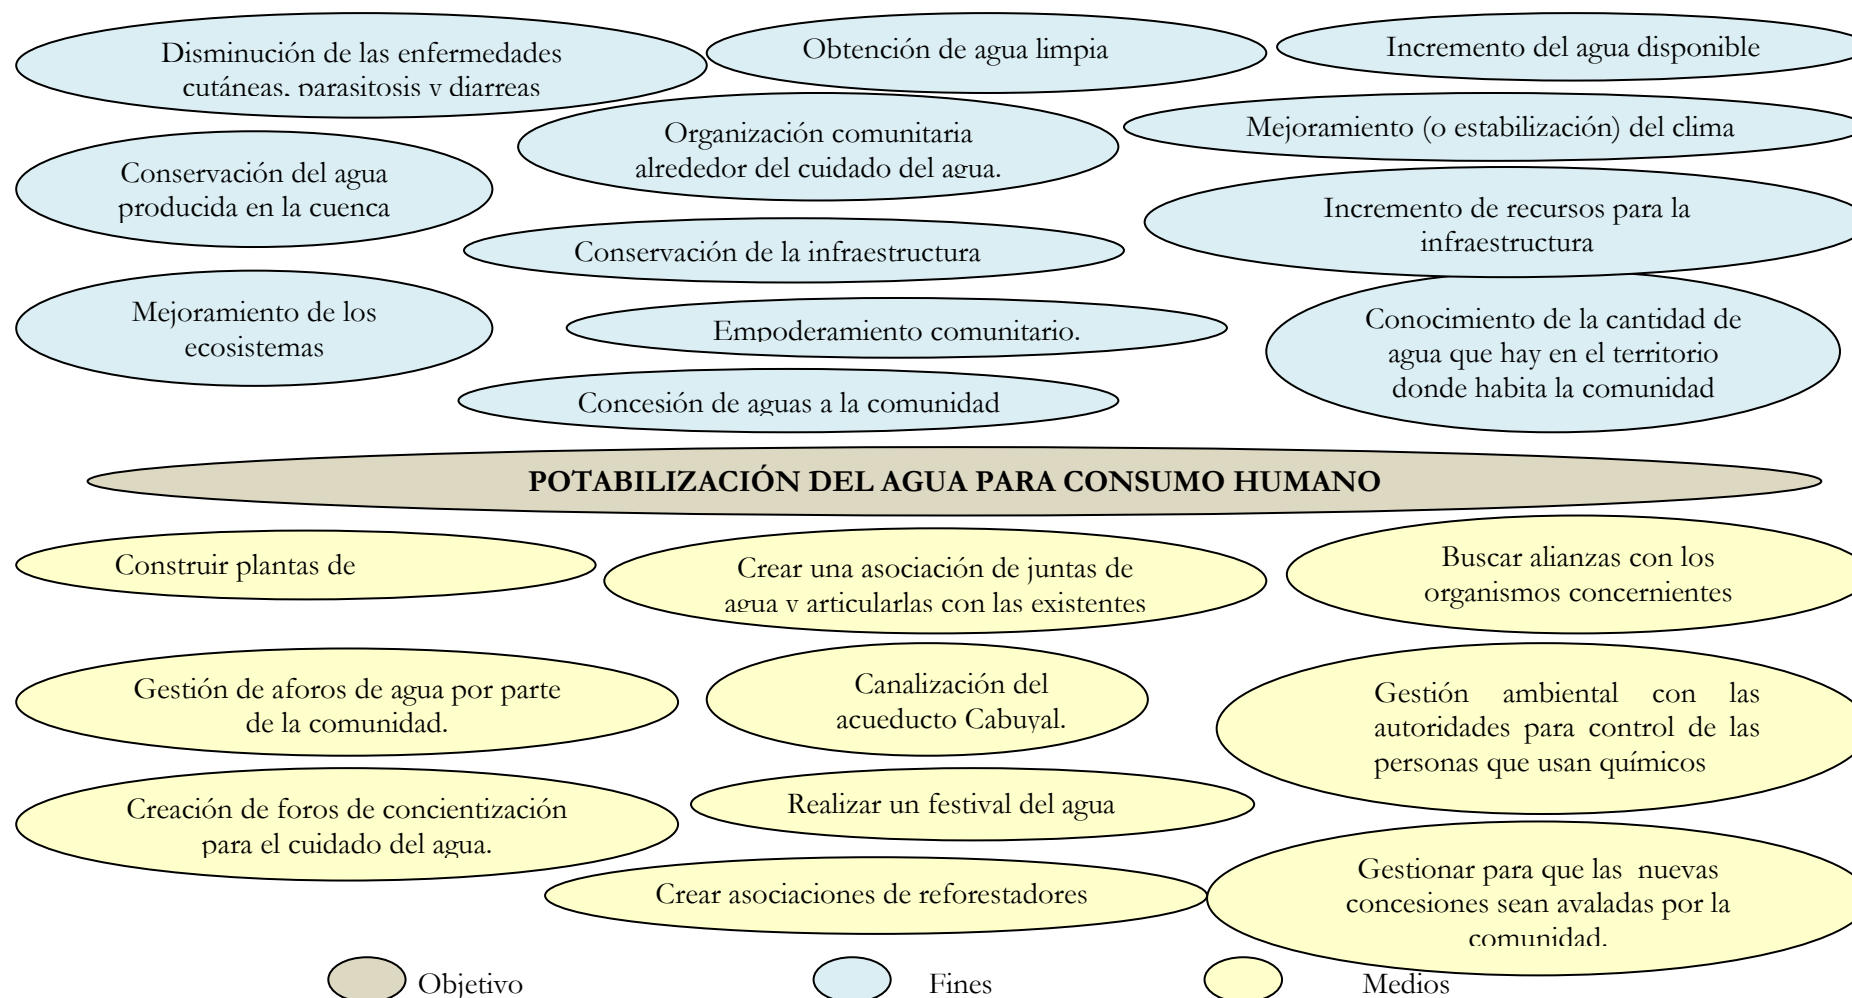 Disminución de las enfermedades
cutáneas, parasitosis y diarreas
Obtención de agua limpia
Incremento del agua disponible
Organización comunitaria
alrededor del cuidado del agua.
Mejoramiento (o estabilización) del clima
Conservación del agua
producida en la cuenca
Incremento de recursos para la
infraestructura
Conservación de la infraestructura
Mejoramiento de los
ecosistemas
Empoderamiento comunitario.
Conocimiento de la cantidad de
agua que hay en el territorio
donde habita la comunidad
Concesión de aguas a la comunidad
POTABILIZACIÓN DEL AGUA PARA CONSUMO HUMANO
Construir plantas de
Crear una asociación de juntas de
agua y articularlas con las existentes
Buscar alianzas con los
organismos concernientes
Gestión de aforos de agua por parte
de la comunidad.
Canalización del
acueducto Cabuyal.
Gestión ambiental con las
autoridades para control de las
personas que usan químicos
Creación de foros de concientización
para el cuidado del agua.
Realizar un festival del agua
Crear asociaciones de reforestadores
Gestionar para que las nuevas
concesiones sean avaladas por la
comunidad.
Objetivo
Fines
Medios